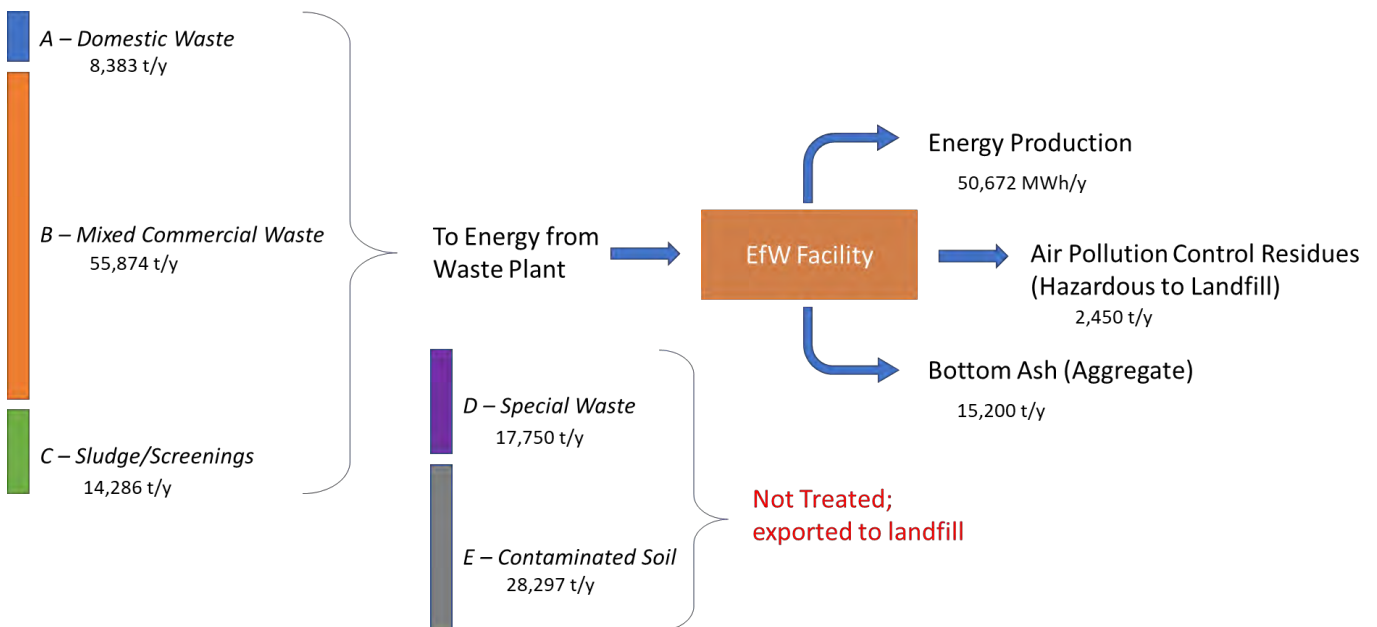 A – Domestic Waste
8,383 t/y
B – Mixed Commercial Waste
55,874 t/y
C – Sludge/Screenings
14,286 t/y
To Energy from
Waste Plant
EfW Facility
Energy Production
50,672 MWh/y
Air Pollution Control Residues
(Hazardous to Landfill)
2,450 t/y
Bottom Ash (Aggregate)
15,200 t/y
D – Special Waste
17,750 t/y
E – Contaminated Soil
28,297 t/y
Not Treated;
exported to landfill